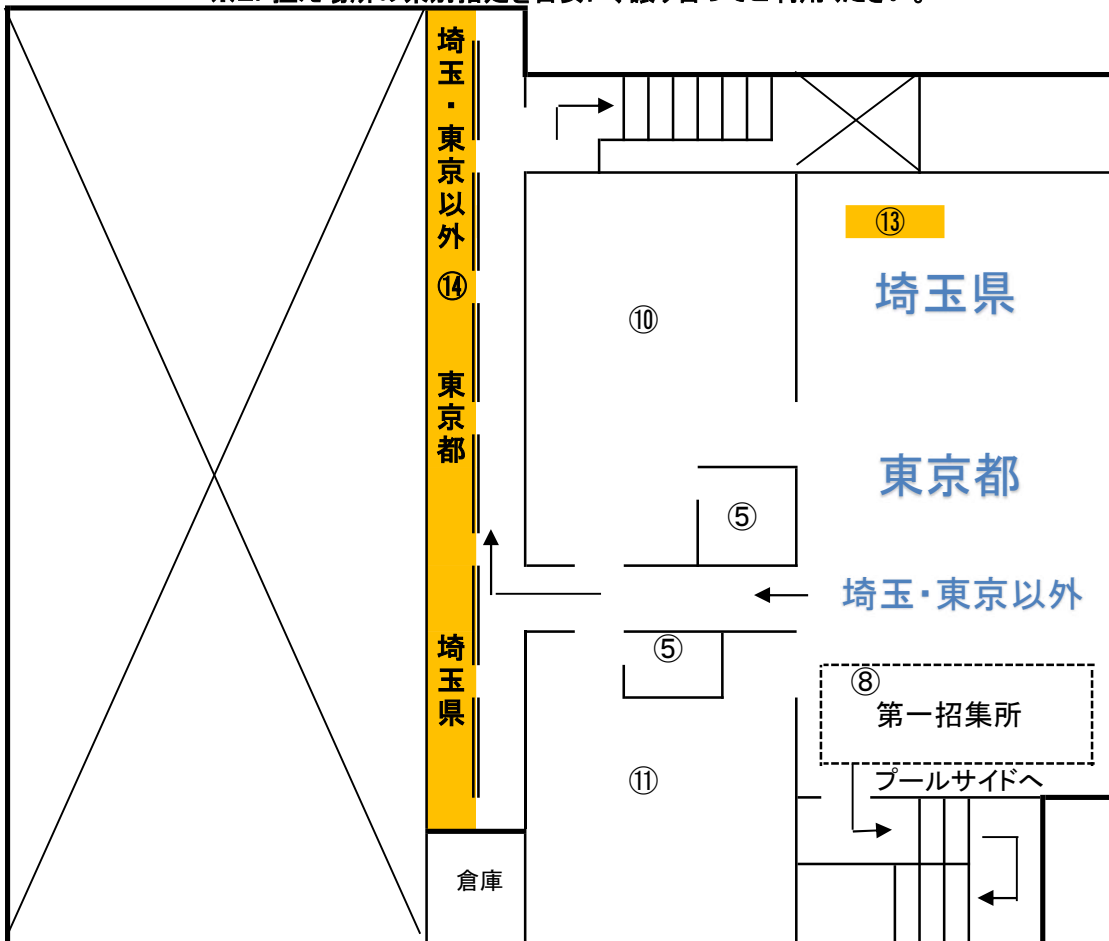 埼玉・東京以外 ⑭
東京都
埼玉県
⑬
埼玉県
⑩
東京都
⑤
埼玉・東京以外
⑤
⑧
第一招集所
プールサイドへ
⑪
倉庫